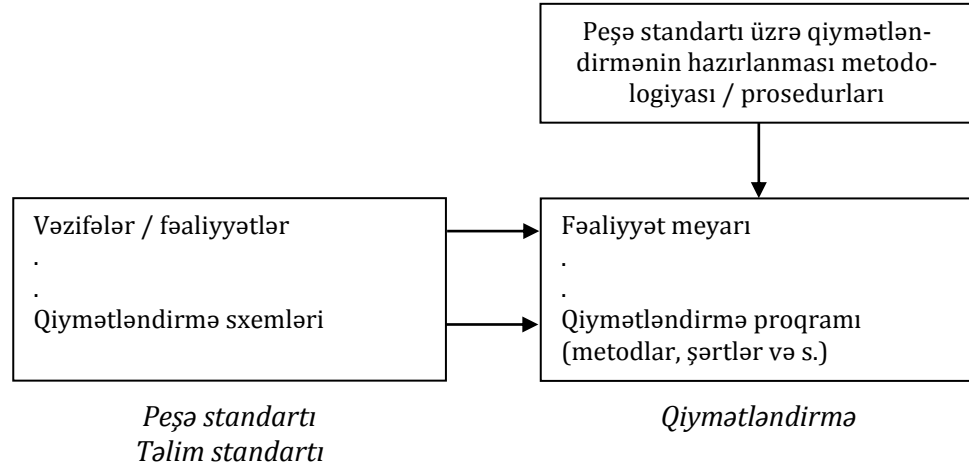 Peşə standartı üzrə qiymətlən-
dirmənin hazırlanması metodo-
logiyası / prosedurları
Vəzifələr / fəaliyyətlər
.
.
Qiymətləndirmə sxemləri
Fəaliyyət meyarı
.
.
Qiymətləndirmə proqramı
(metodlar, şərtlər və s.)
Peşə standartı
Təlim standartı
Qiymətləndirmə